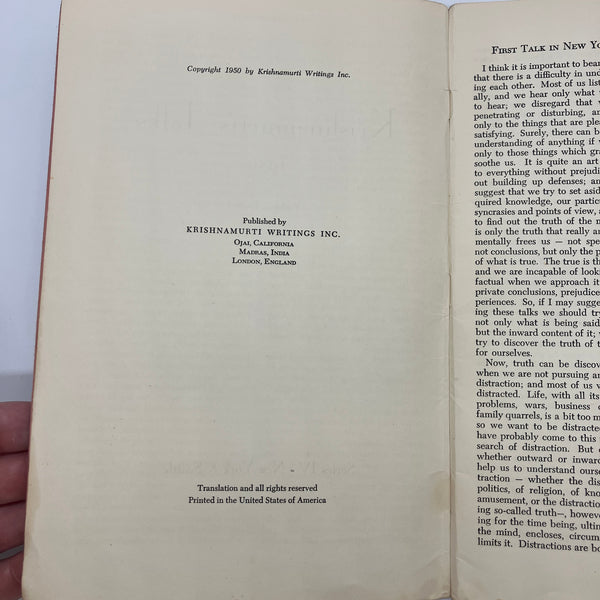 Copyright 1950 by Krishnamurti Writings Inc.
Published by
KRISHNAMURTI WRITINGS INC.
OJAI, CALIFORNIA
MADRAS, INDIA
LONDON, ENGLAND
Translation and all rights reserved
Printed in the United States of America
FIRST TALK IN NEW YO
I think it is important to bear
that there is a difficulty in und
ing each other. Most of us list
ally, and we hear only what
to hear; we disregard that
penetrating or disturbing, an
only to the things that are ple
satisfying. Surely, there can b
understanding of anything if
only to those things which gr
soothe us. It is quite an art
to everything without prejudi
out building up defenses; an
suggest that we try to set asid
quired knowledge, our partic
syncrasies and points of view,
to find out the truth of the m
is only the truth that really
mentally frees us — not spe
not conclusions, but only the p
of what is true. The true is th
and we are incapable of look
factual when we approach it
private conclusions, prejudice
periences. So, if I may sugge
ing these talks we should try
not only what is being said
but the inward content of it;
try to discover the truth of t
for ourselves.
Now, truth can be discov
when we are not pursuing an
distraction; and most of us
distracted. Life, with all its
problems, wars, business
family quarrels, is a bit too m
so we want to be distracted
have probably come to this
search of distraction. But
whether outward or inward
help us to understand ourse
traction — whether the dis
politics, of religion, of know
amusement, or the distraction
ing so-called truth—, howeve
ing for the time being, ultim
the mind, encloses, circum
limits it. Distractions are bo